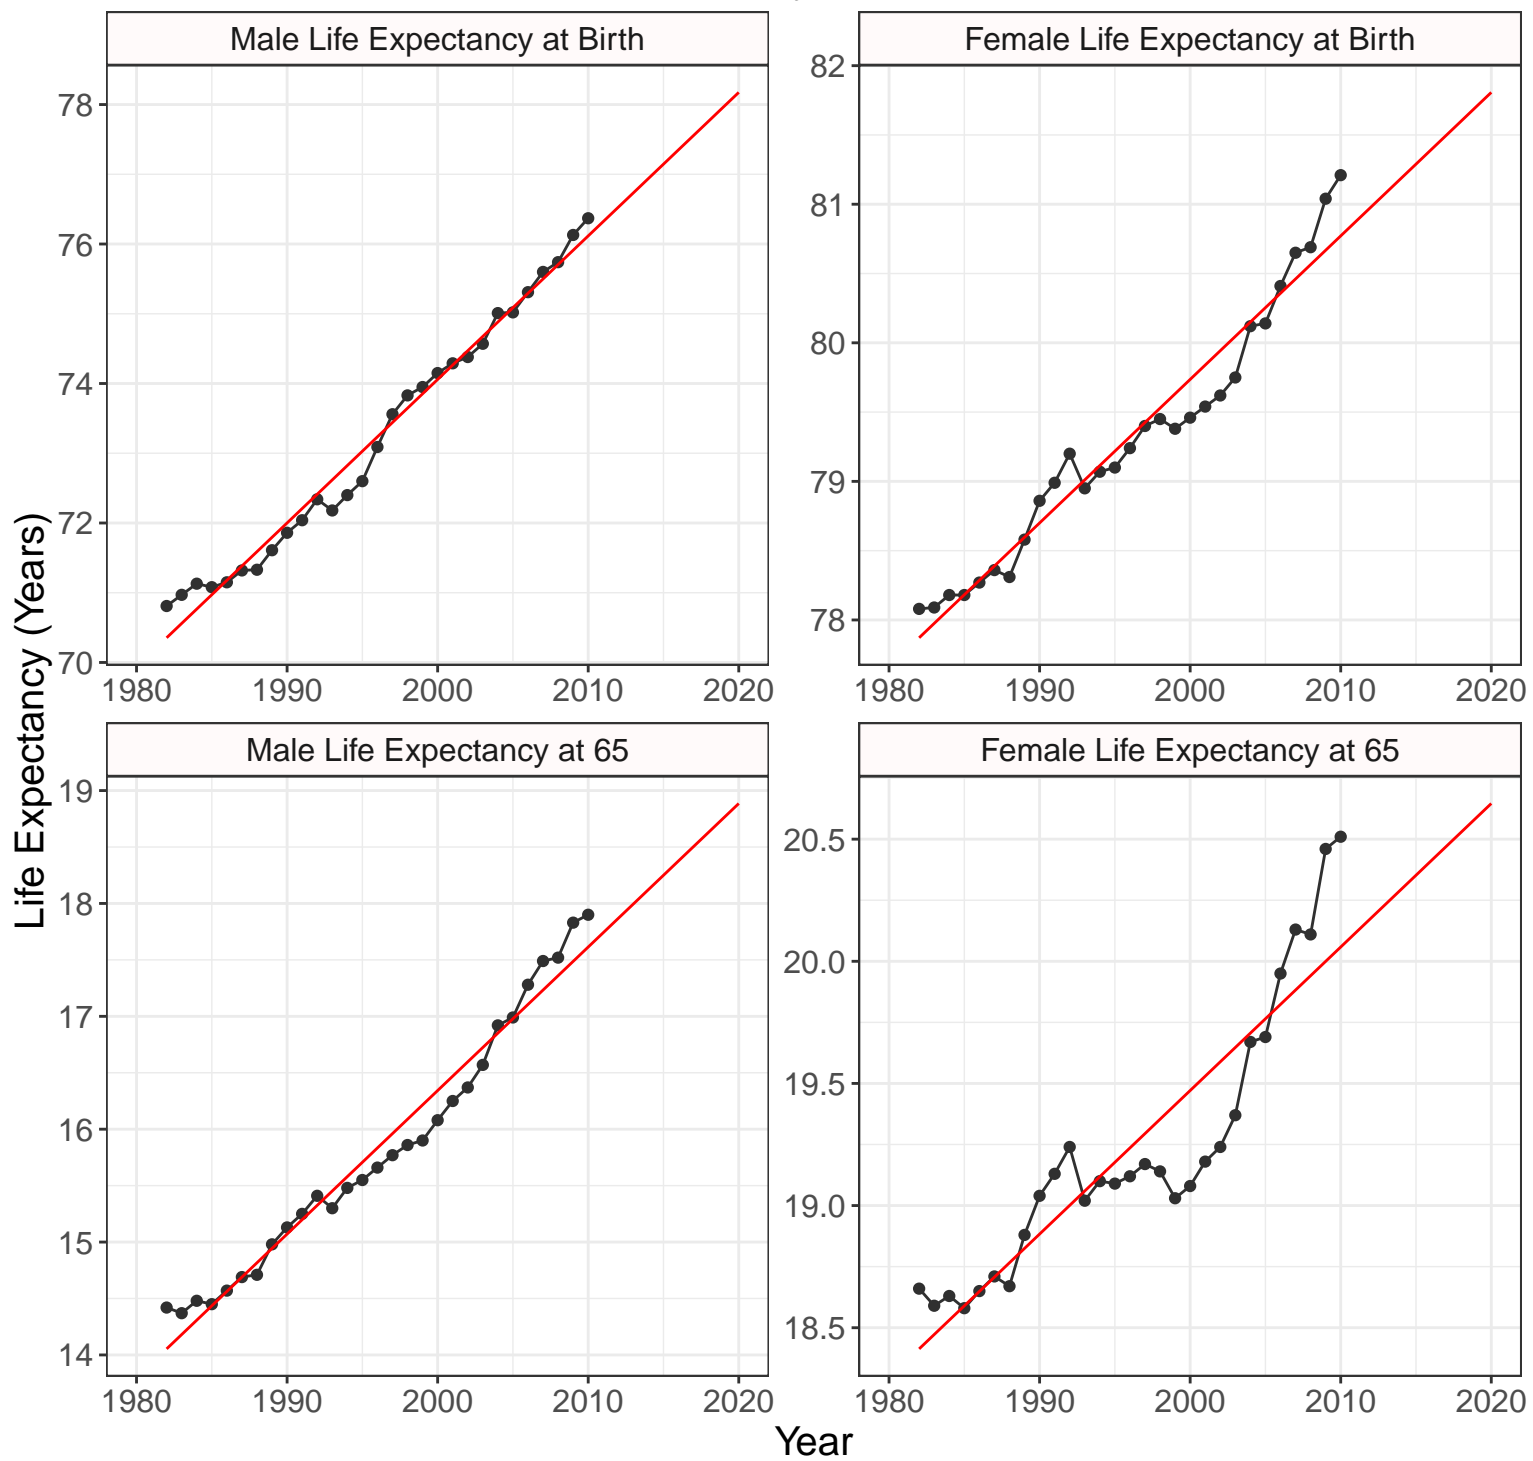 Male Life Expectancy at Birth
Female Life Expectancy at Birth
78
76
74
72
70
1980 1990 2000 2010 2020
82
81
80
79
78
1980 1990 2000 2010 2020
Life Expectancy (Years)
Male Life Expectancy at 65
Female Life Expectancy at 65
19
18
17
16
15
14
1980 1990 2000 2010 2020
20.5
20.0
19.5
19.0
18.5
1980 1990 2000 2010 2020
Year